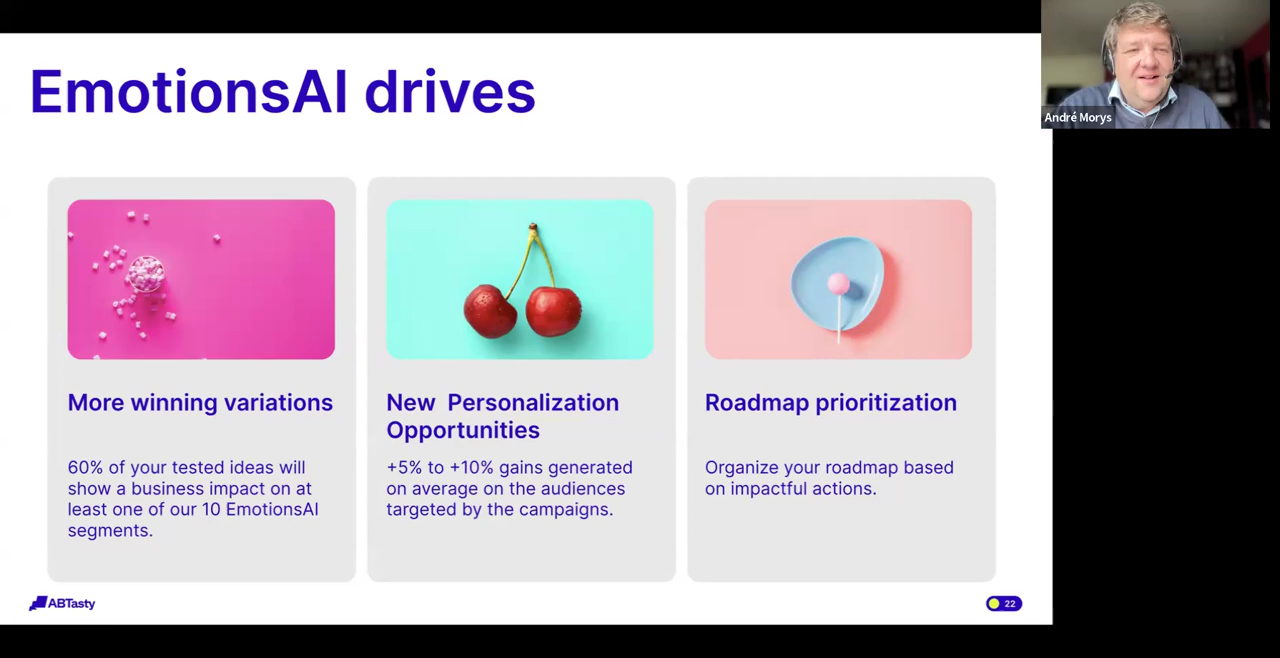 EmotionsAI drives
André Morys
More winning variations
60% of your tested ideas will
show a business impact on at
least one of our 10 EmotionsAI
segments.
New Personalization
Opportunities
+5% to +10% gains generated
on average on the audiences
targeted by the campaigns.
Roadmap prioritization
Organize your roadmap based
on impactful actions.
ABTasty
22